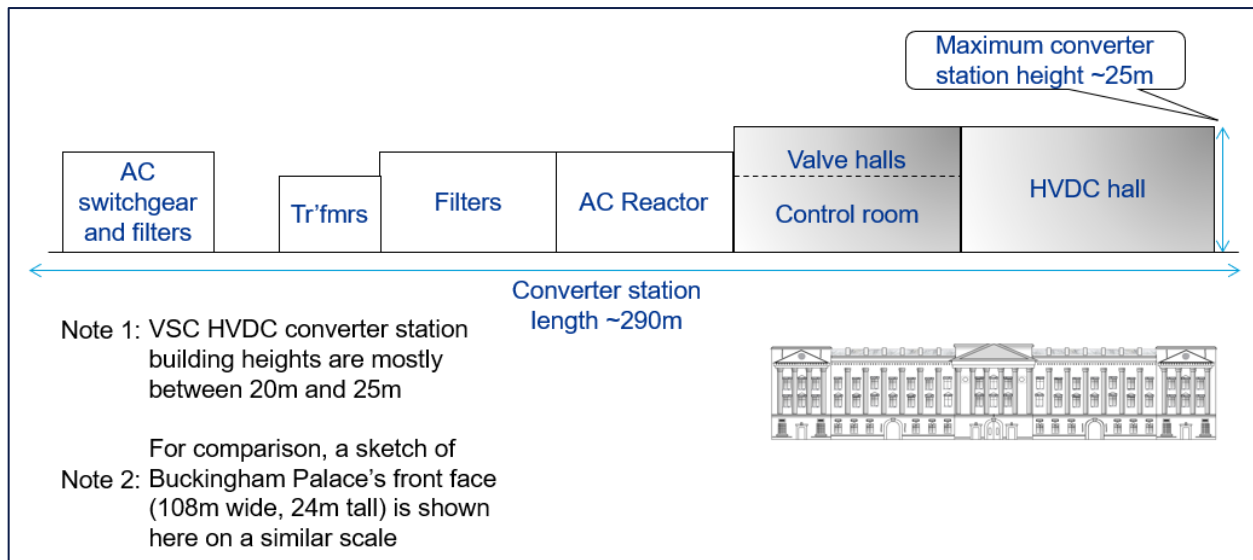 Maximum converter
station height ~25m
AC
switchgear
and filters
Tr'fmrs
Filters
AC Reactor
Valve halls
Control room
HVDC hall
Converter station
length ~290m
Note 1: VSC HVDC converter station
building heights are mostly
between 20m and 25m
For comparison, a sketch of
Note 2: Buckingham Palace’s front face
(108m wide, 24m tall) is shown
here on a similar scale